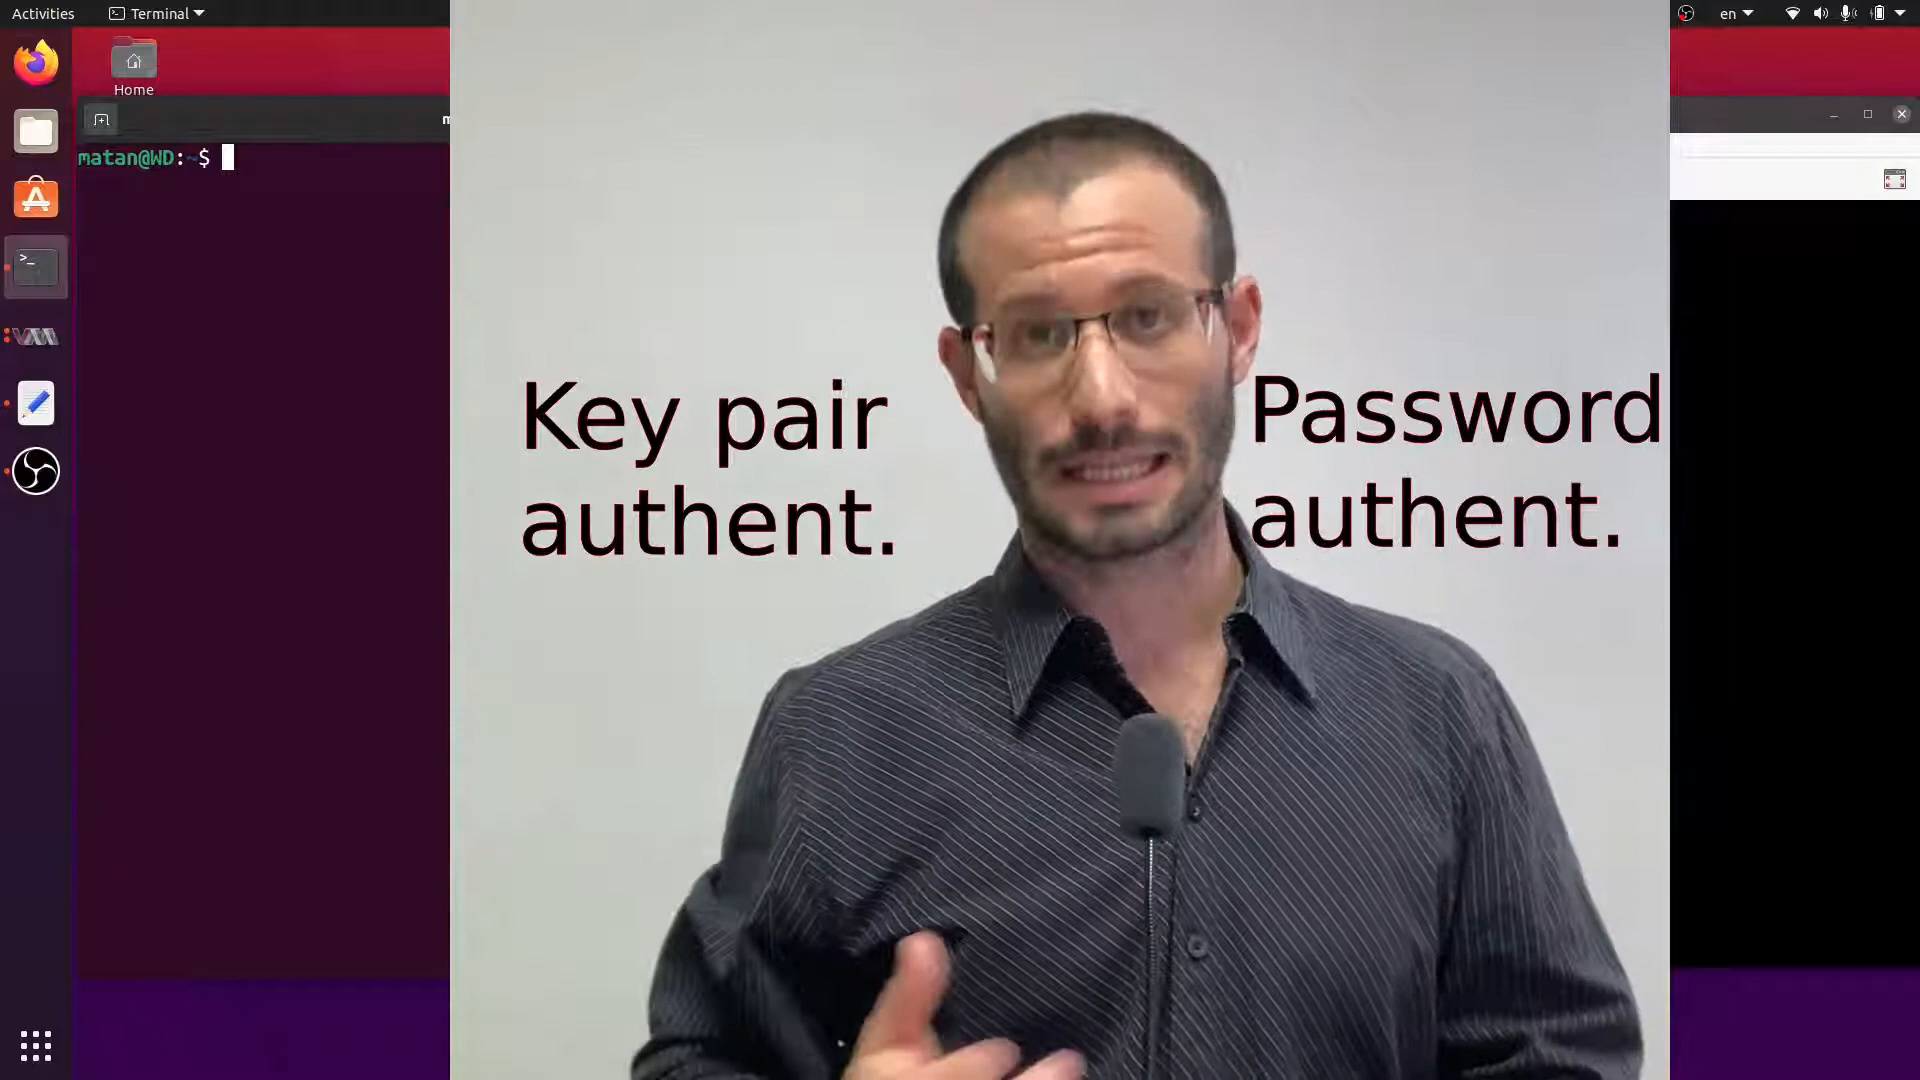 Activities
Terminal
en
Home
m
matan@WD:~$
Key pair
authent.
Password
authent.